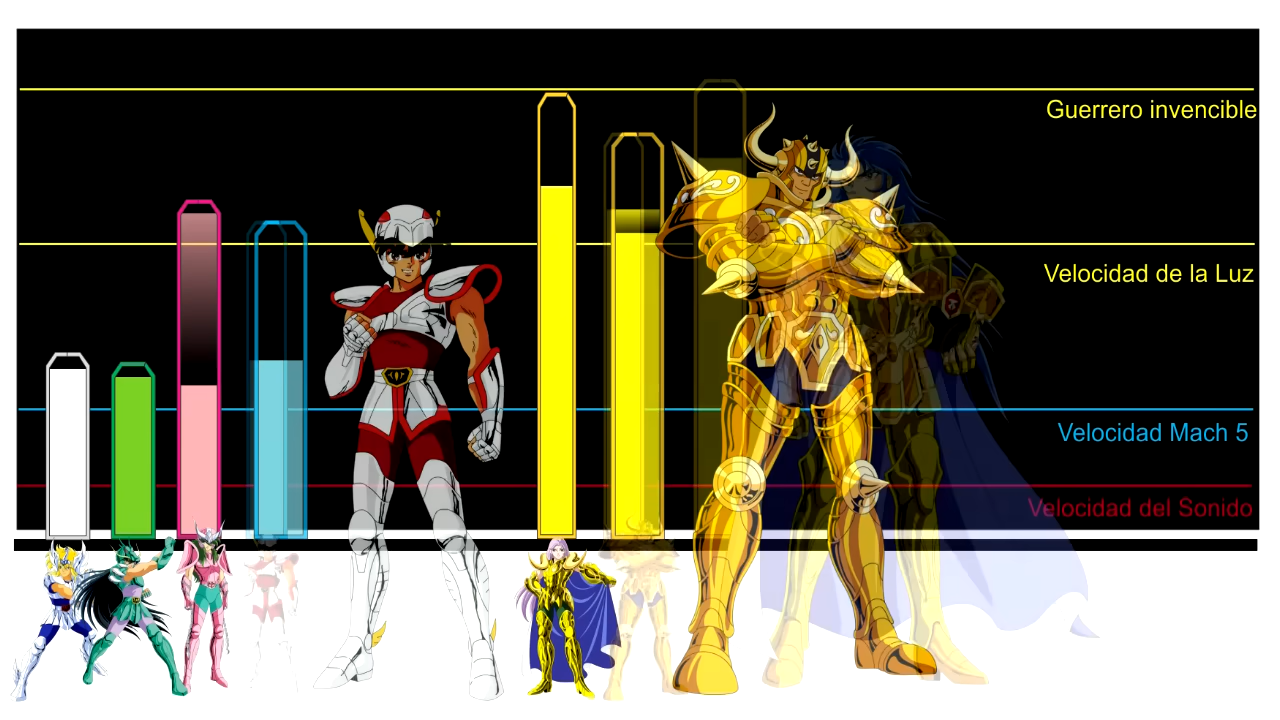 Guerrero invencible
Velocidad de la Luz
Velocidad Mach 5
Velocidad del Sonido